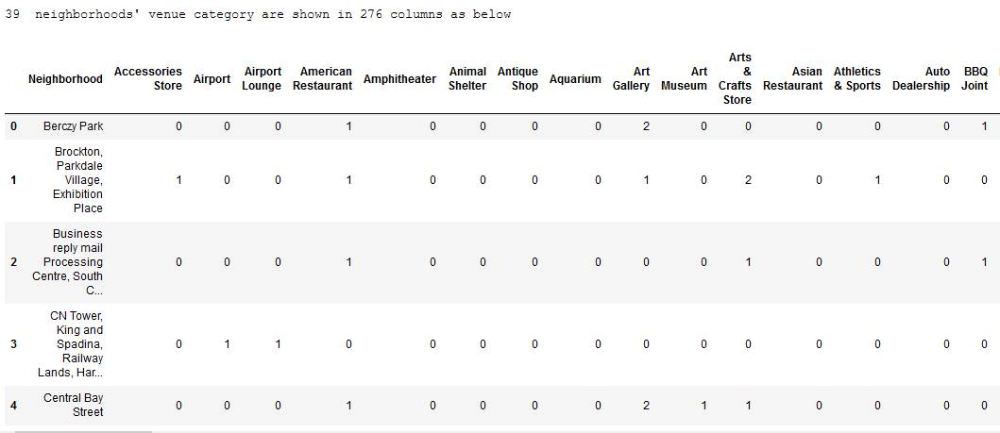 39 neighborhoods' venue category are shown in 276 columns as below
Neighborhood Accessories Store Airport Airport Lounge American Restaurant Amphitheater Animal Shelter Antique Shop Aquarium Art Gallery Art Museum Arts & Crafts Store Asian Restaurant Athletics & Sports Auto Dealership BBQ Joint
0 Berczy Park 0 0 0 1 0 0 0 0 2 0 0 0 0 0 1
1 Brockton, Parkdale Village, Exhibition Place 1 0 0 1 0 0 0 0 1 0 2 0 1 0 0
2 Business reply mail Processing Centre, South C... 0 0 0 1 0 0 0 0 0 0 1 0 0 0 1
3 CN Tower, King and Spadina, Railway Lands, Har... 0 1 1 0 0 0 0 0 0 0 0 0 0 0 0
4 Central Bay Street 0 0 0 1 0 0 0 0 2 1 1 0 0 0 0